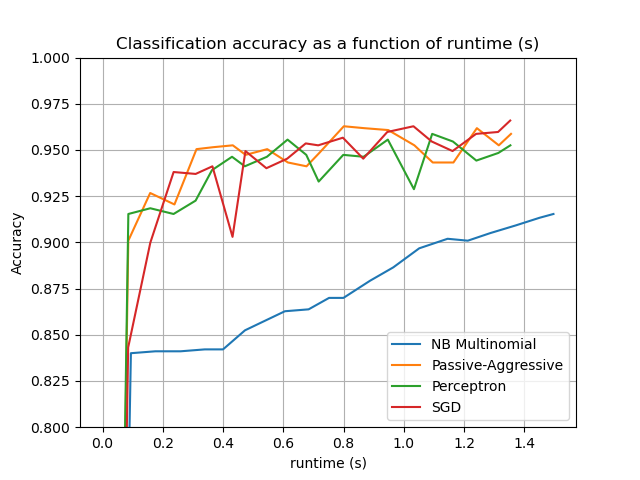 Classification accuracy as a function of runtime (s)
1.000
0.975
0.950
0.925
0.900
0.875
0.850
0.825
0.800
Accuracy
NB Multinomial
Passive-Aggressive
Perceptron
SGD
0.0 0.2 0.4 0.6 0.8 1.0 1.2 1.4
runtime (s)